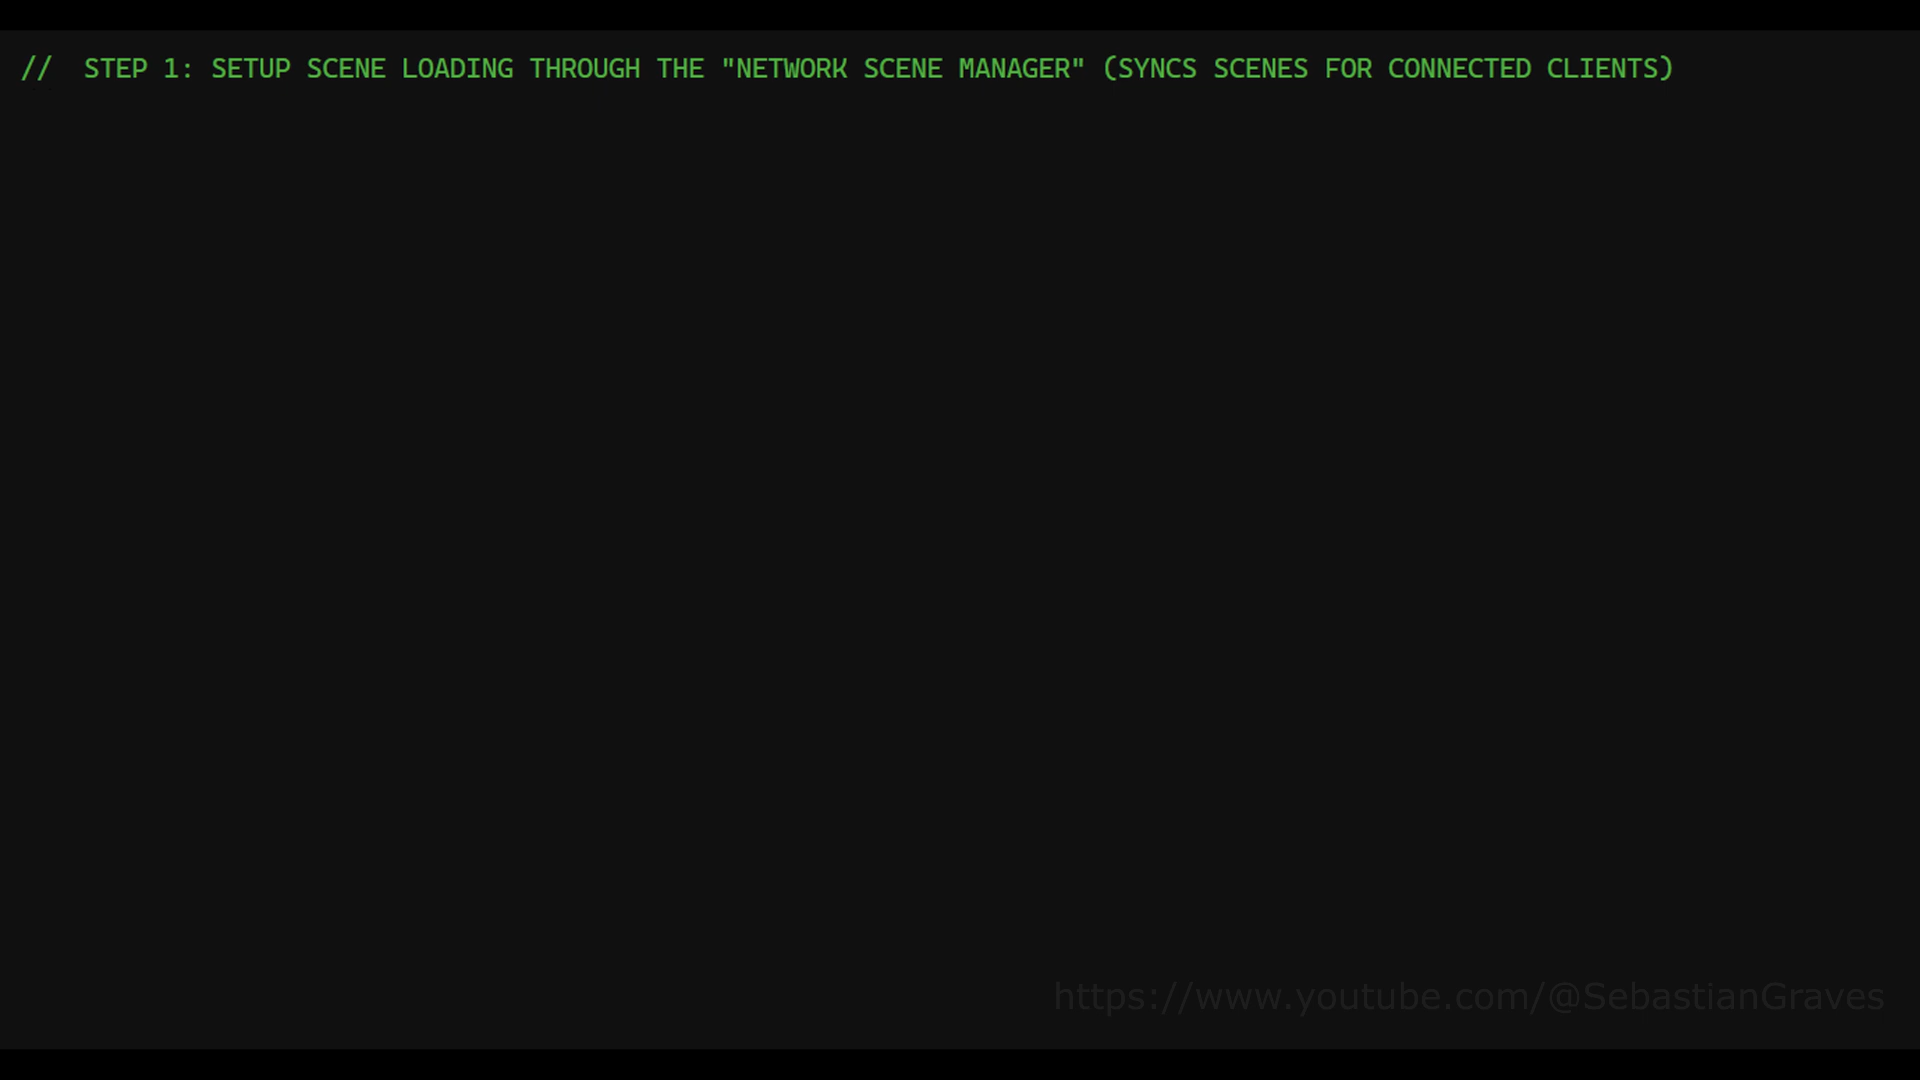 //  STEP 1: SETUP SCENE LOADING THROUGH THE "NETWORK SCENE MANAGER" (SYNCS SCENES FOR CONNECTED CLIENTS)
https://www.youtube.com/@SebastianGraves